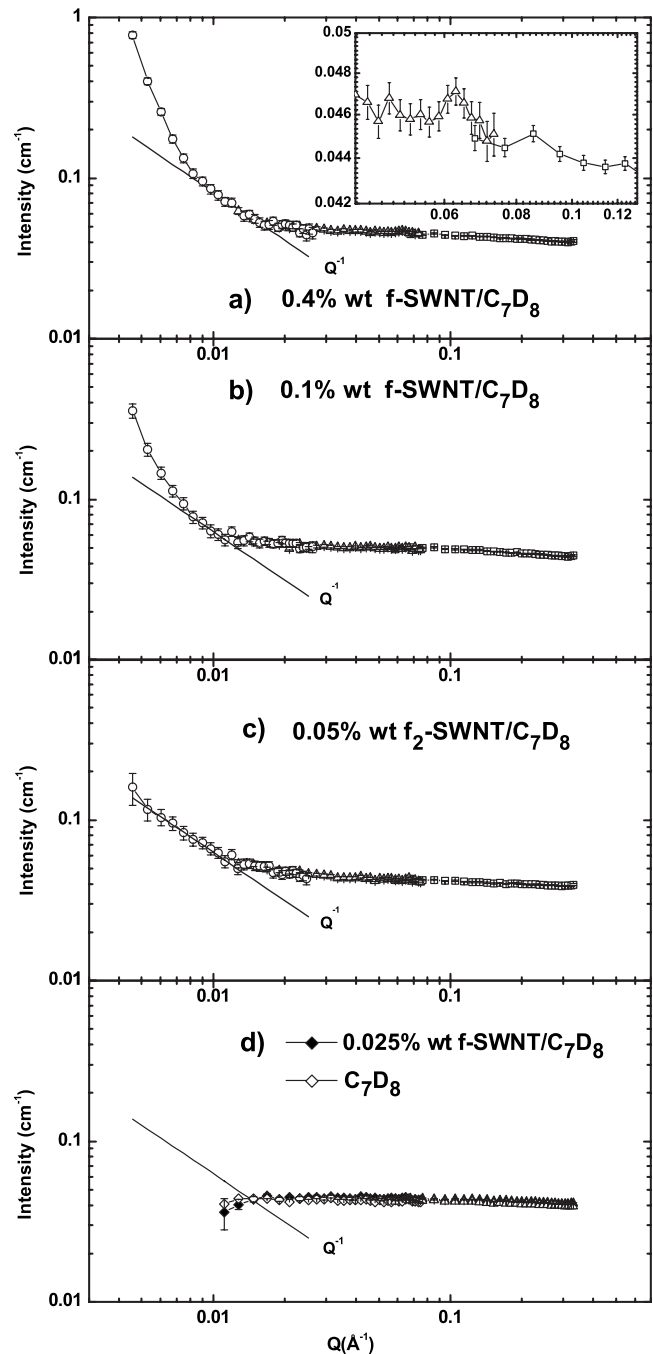 1
0.1
0.01
Intensity (cm-1)
0.05
0.048
0.046
0.044
0.042
0.06 0.08 0.1 0.12
Q-1
0.01 0.1
a) 0.4% wt f-SWNT/C7D8
b) 0.1% wt f-SWNT/C7D8
0.1
0.01
Intensity (cm-1)
Q-1
0.01 0.1
c) 0.05% wt f2-SWNT/C7D8
0.1
0.01
Intensity (cm-1)
Q-1
0.01 0.1
d) 0.025% wt f-SWNT/C7D8
C7D8
0.1
0.01
Intensity (cm-1)
Q-1
0.01 0.1
Q(Å-1)